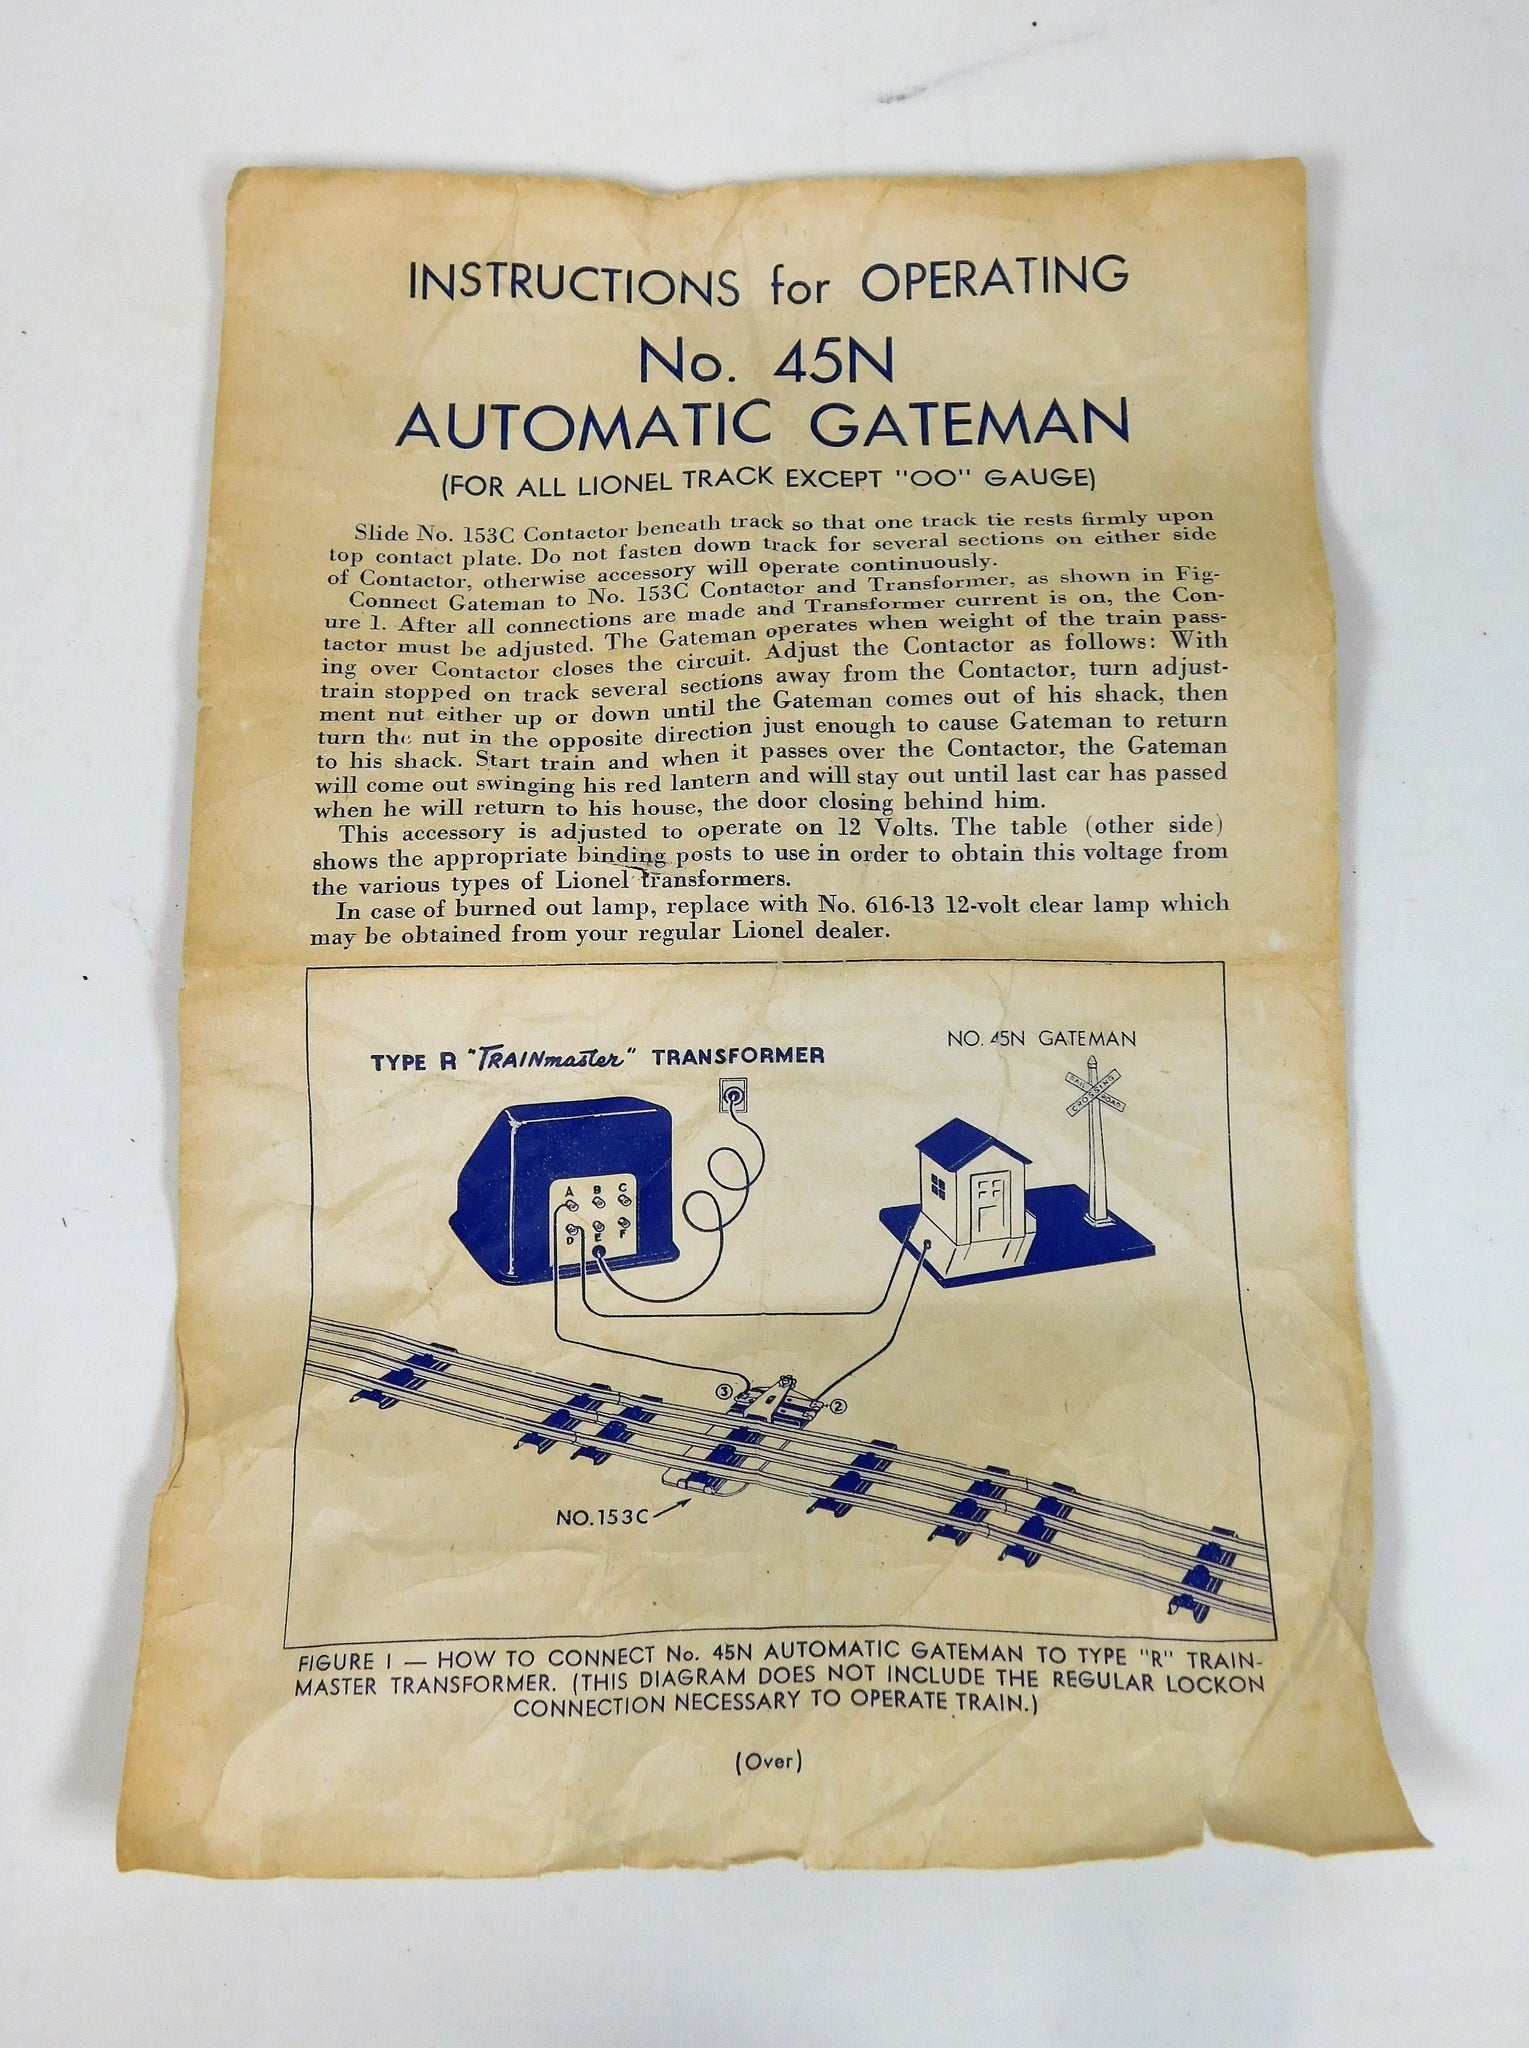 INSTRUCTIONS for OPERATING
No. 45N
AUTOMATIC GATEMAN
(FOR ALL LIONEL TRACK EXCEPT "OO" GAUGE)
Slide No. 153C Contactor beneath track so that one track tie rests firmly upon
top contact plate. Do not fasten down track for several sections on either side
of Contactor, otherwise accessory will operate continuously.
Connect Gateman to No. 153C Contactor and Transformer, as shown in Fig-
ure 1. After all connections are made and Transformer current is on, the Con-
tactor must be adjusted. The Gateman operates when weight of the train pass-
ing over Contactor closes the circuit. Adjust the Contactor as follows: With
train stopped on track several sections away from the Contactor, turn adjust-
ment nut either up or down until the Gateman comes out of his shack, then
turn the nut in the opposite direction just enough to cause Gateman to return
to his shack. Start train and when it passes over the Contactor, the Gateman
will come out swinging his red lantern and will stay out until last car has passed
when he will return to his house, the door closing behind him.
This accessory is adjusted to operate on 12 Volts. The table (other side)
shows the appropriate binding posts to use in order to obtain this voltage from
the various types of Lionel transformers.
In case of burned out lamp, replace with No. 616-13 12-volt clear lamp which
may be obtained from your regular Lionel dealer.
NO. 45N GATEMAN
TYPE R "TRAINmaster" TRANSFORMER
RAIL ROAD
CROSSING
A B C
D E F
3
2
NO.153C
FIGURE 1 — HOW TO CONNECT No. 45N AUTOMATIC GATEMAN TO TYPE "R" TRAIN-
MASTER TRANSFORMER. (THIS DIAGRAM DOES NOT INCLUDE THE REGULAR LOCKON
CONNECTION NECESSARY TO OPERATE TRAIN.)
(Over)